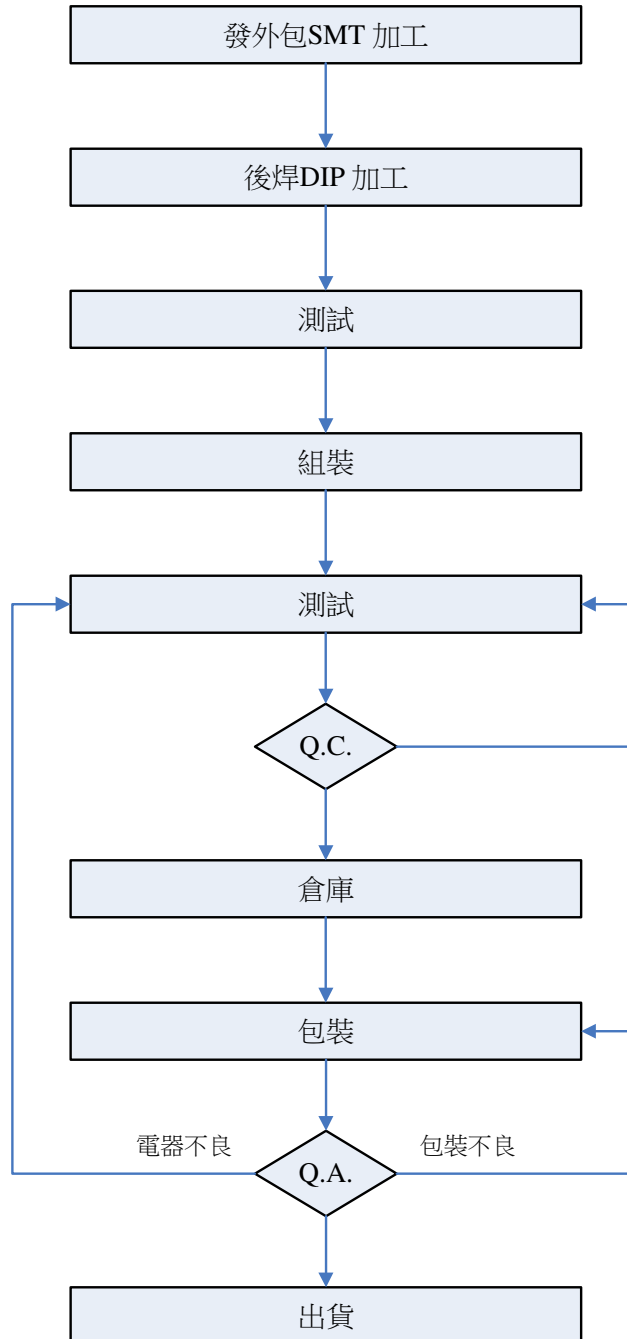 發外包SMT 加工
後焊DIP 加工
測試
組裝
測試
Q.C.
倉庫
包裝
電器不良
包裝不良
Q.A.
出貨